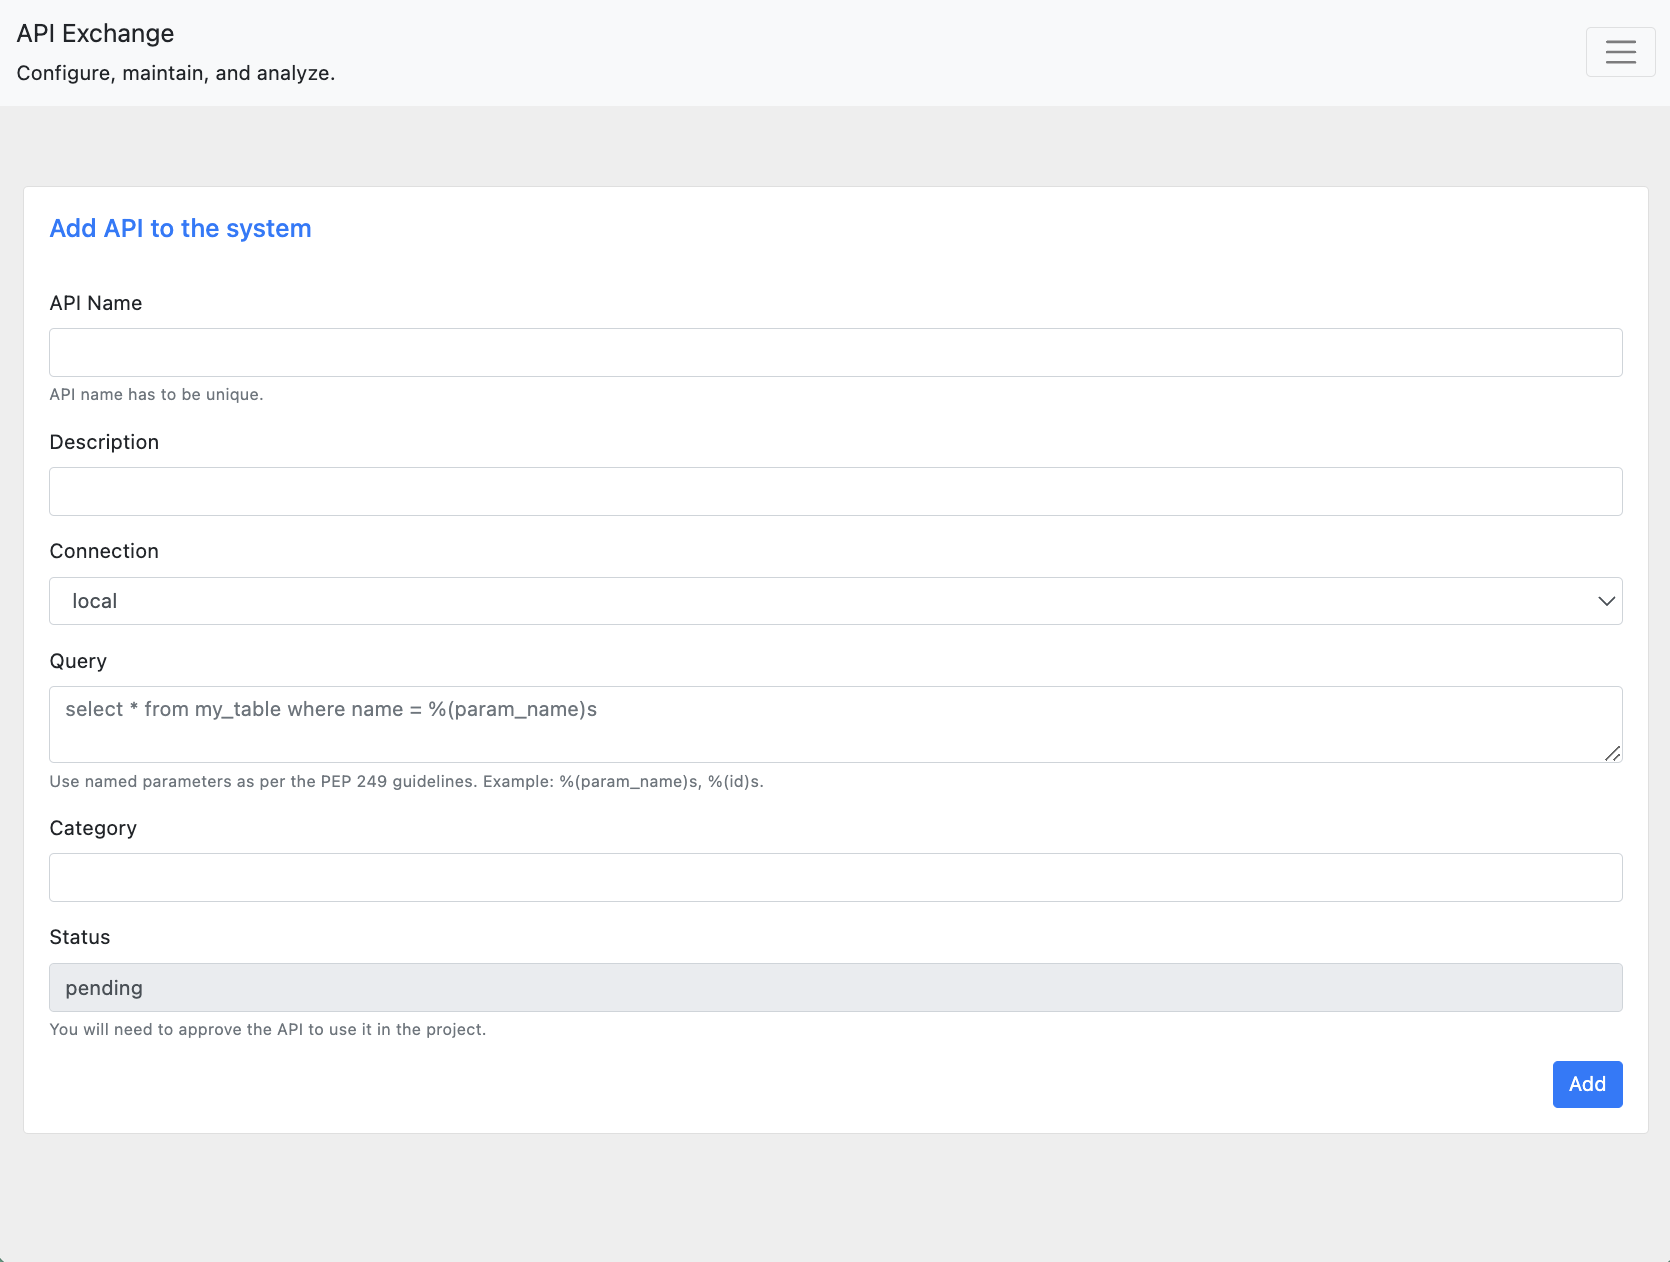 API Exchange
Configure, maintain, and analyze.
Add API to the system
API Name
API name has to be unique.
Description
Connection
local
Query
select * from my_table where name = %(param_name)s
Use named parameters as per the PEP 249 guidelines. Example: %(param_name)s, %(id)s.
Category
Status
pending
You will need to approve the API to use it in the project.
Add